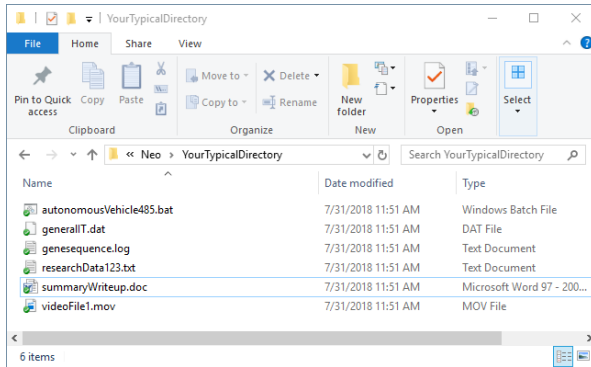 YourTypicalDirectory
File Home Share View
Pin to Quick access
Copy
Paste
Move to
Copy to
Delete
Rename
New folder
Properties
Select
Clipboard Organize New Open
Neo YourTypicalDirectory Search YourTypicalDirectory
Name Date modified Type
autonomousVehicle485.bat 7/31/2018 11:51 AM Windows Batch File
generalIT.dat 7/31/2018 11:51 AM DAT File
genesequence.log 7/31/2018 11:51 AM Text Document
researchData123.txt 7/31/2018 11:51 AM Text Document
summaryWriteup.doc 7/31/2018 11:51 AM Microsoft Word 97 - 200...
videoFile1.mov 7/31/2018 11:51 AM MOV File
6 items